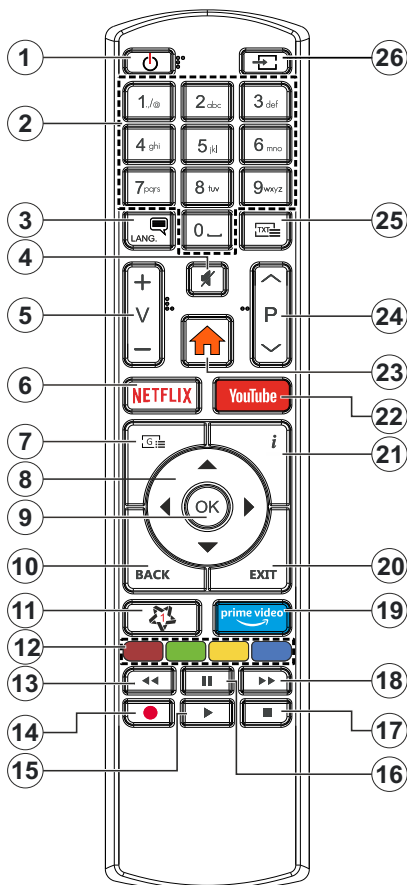 1
26
2
1.,/@
2abc
3def
4ghi
5jkl
6mno
7pqrs
8tuv
9wxyz
3
LANG.
0
TXT
25
4
5
+
V
−
P
24
23
6
NETFLIX
YouTube
22
7
G
i
21
8
9
OK
10
BACK
EXIT
20
11
1
prime video
19
12
13
18
14
17
15
16